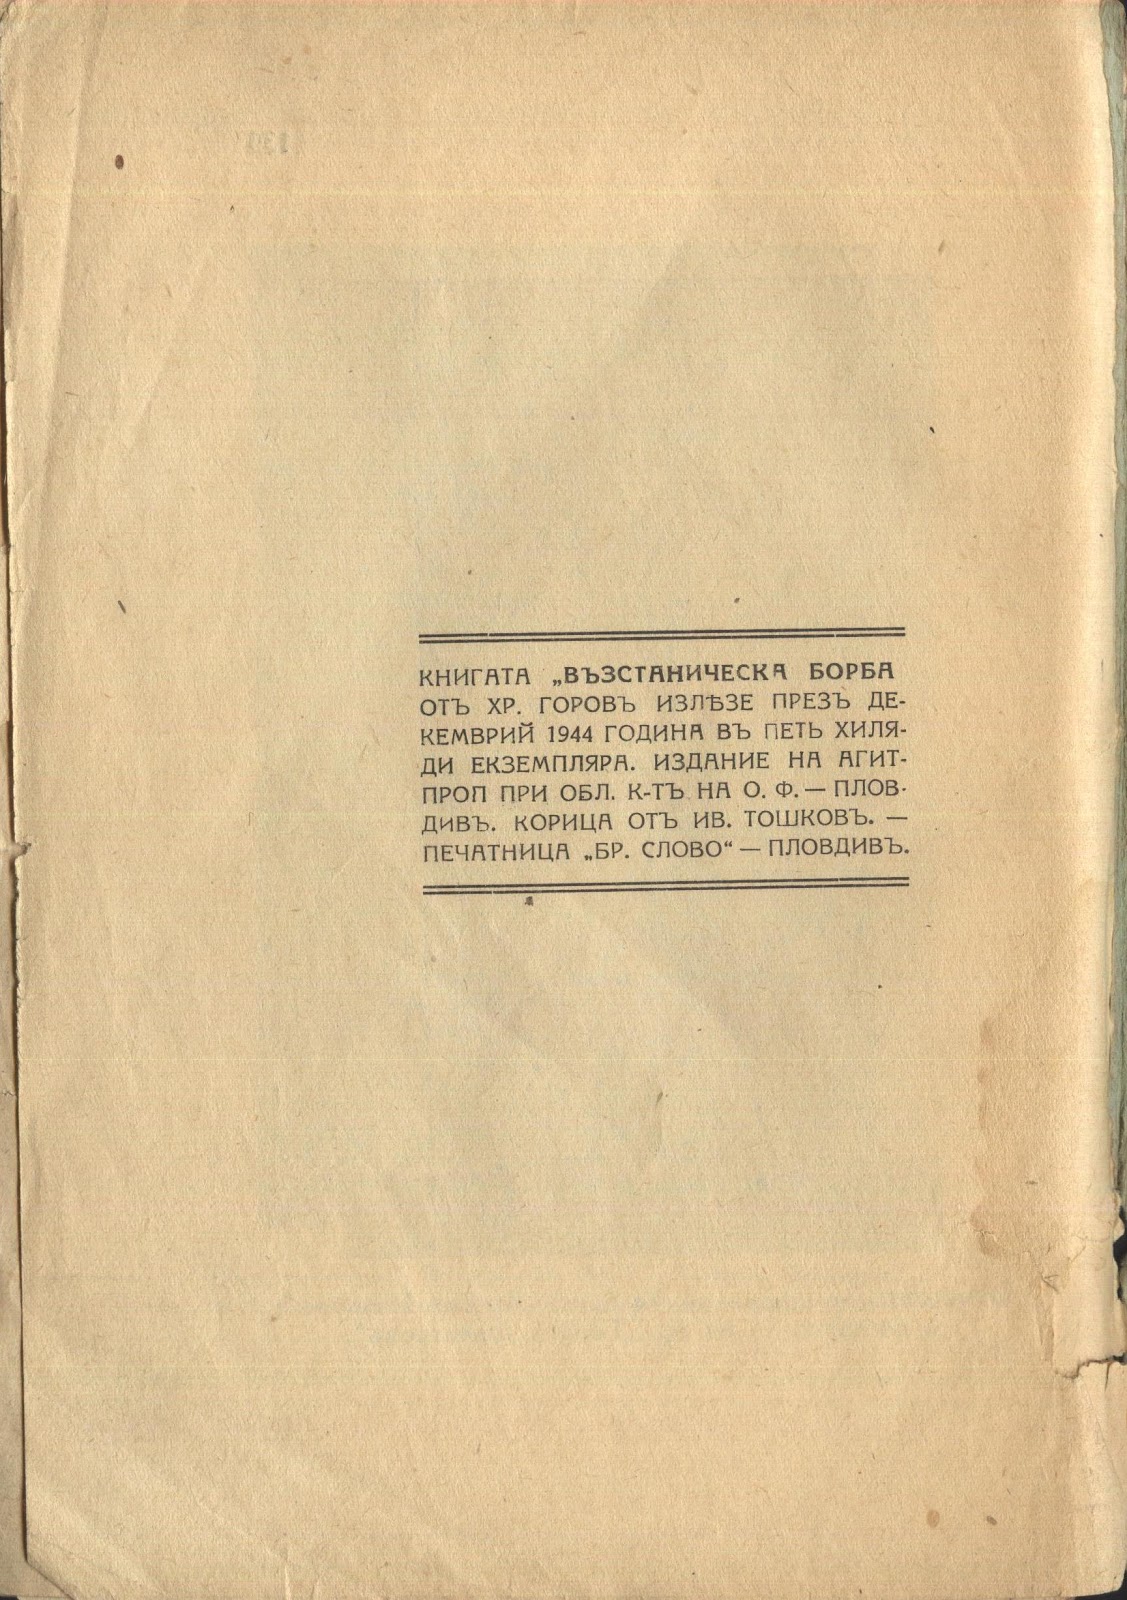 КНИГАТА „ВЪЗСТАНИЧЕСКА БОРБА
ОТЪ ХР. ГОРОВЪ ИЗЛѢЗЕ ПРЕЗЪ ДЕ-
КЕМВРИЙ 1944 ГОДИНА ВЪ ПЕТЬ ХИЛЯ-
ДИ ЕКЗЕМПЛЯРА. ИЗДАНИЕ НА АГИТ-
ПРОП ПРИ ОБЛ. К-ТЪ НА О. Ф. — ПЛОВ-
ДИВЪ. КОРИЦА ОТЪ ИВ. ТОШКОВЪ. —
ПЕЧАТНИЦА „БР. СЛОВО“ — ПЛОВДИВЪ.